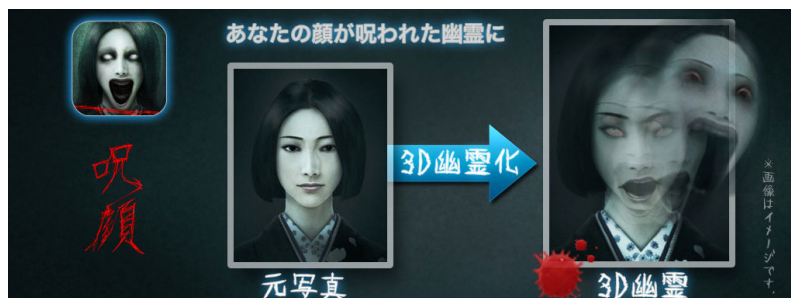 あなたの顔が呪われた幽霊に
呪顔
3D幽霊化
元写真
3D幽霊
※画像はイメージです。